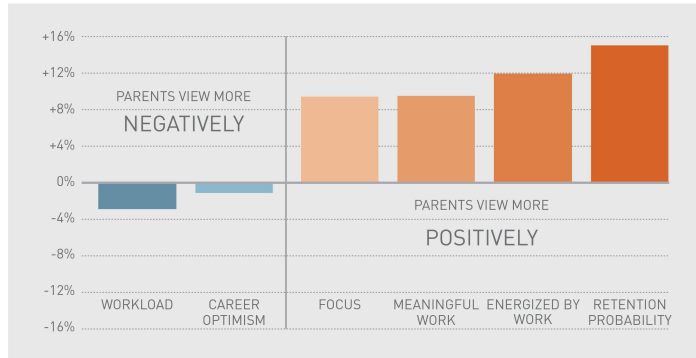 +16%
+12%
+8%
+4%
0%
-4%
-8%
-12%
-16%
PARENTS VIEW MORE
NEGATIVELY
PARENTS VIEW MORE
POSITIVELY
WORKLOAD
CAREER
OPTIMISM
FOCUS
MEANINGFUL
WORK
ENERGIZED BY
WORK
RETENTION
PROBABILITY